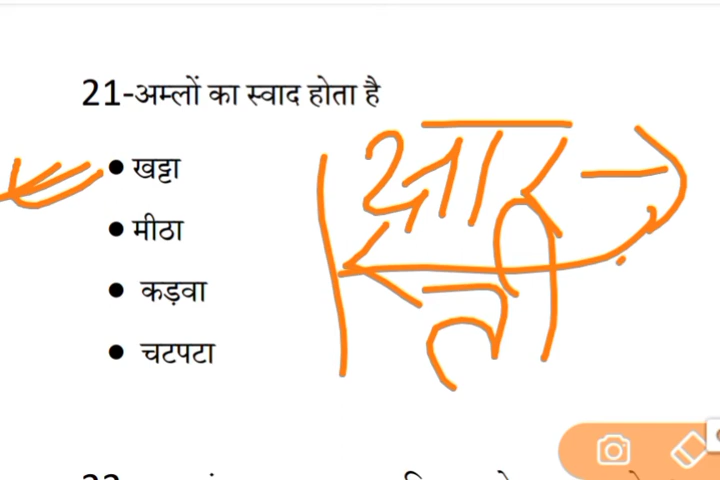 21-अम्लों का स्वाद होता है
• खट्टा
• मीठा
• कड़वा
• चटपटा
क्षार